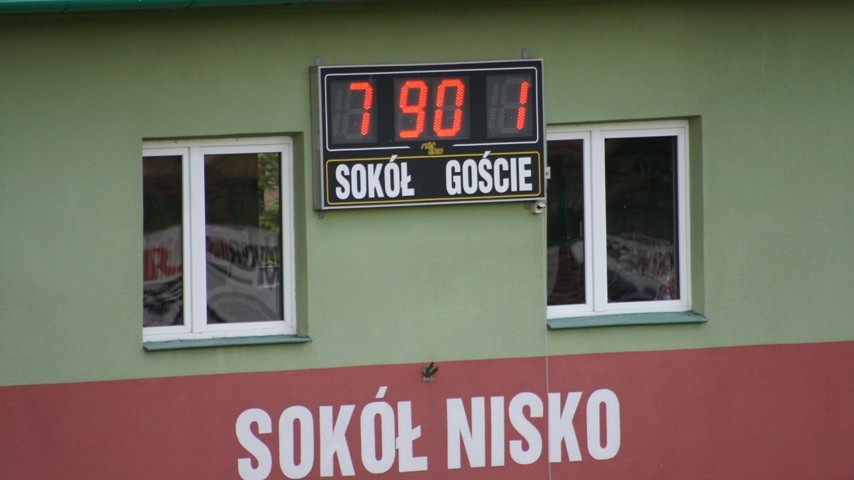 7 90 1
SOKÓŁ GOŚCIE
SOKÓŁ NISKO